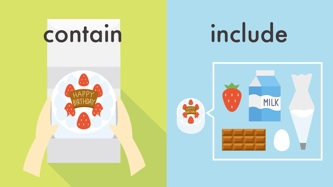 contain
HAPPY
BIRTHDAY
include
MILK